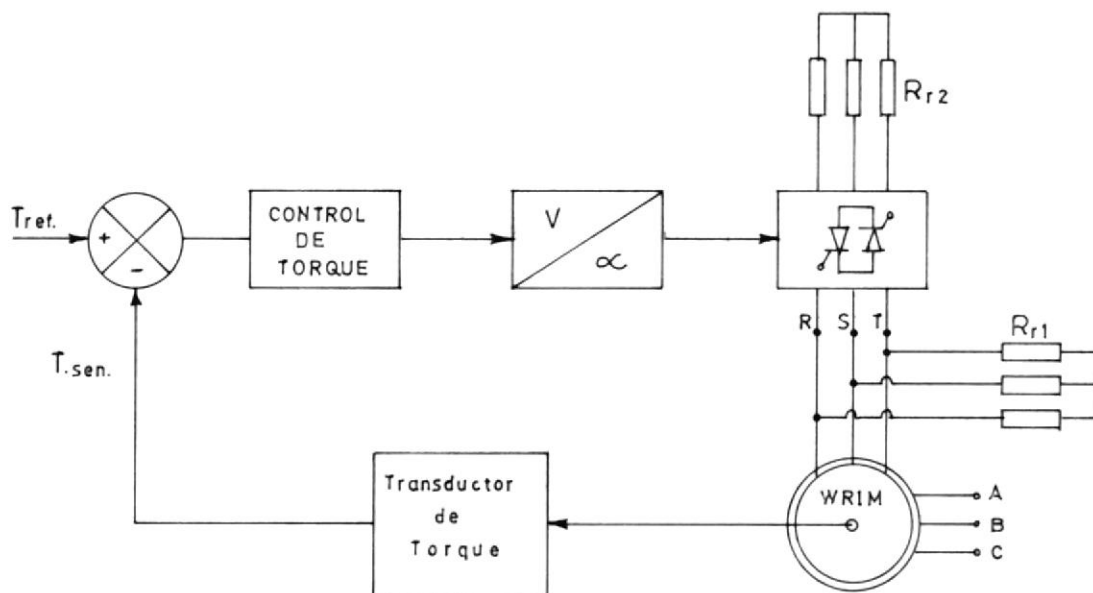 Rr2
Tref.
+
-
CONTROL
DE
TORQUE
V
∝
R S T
Rr1
T.sen.
Transductor
de
Torque
WRIM
A
B
C